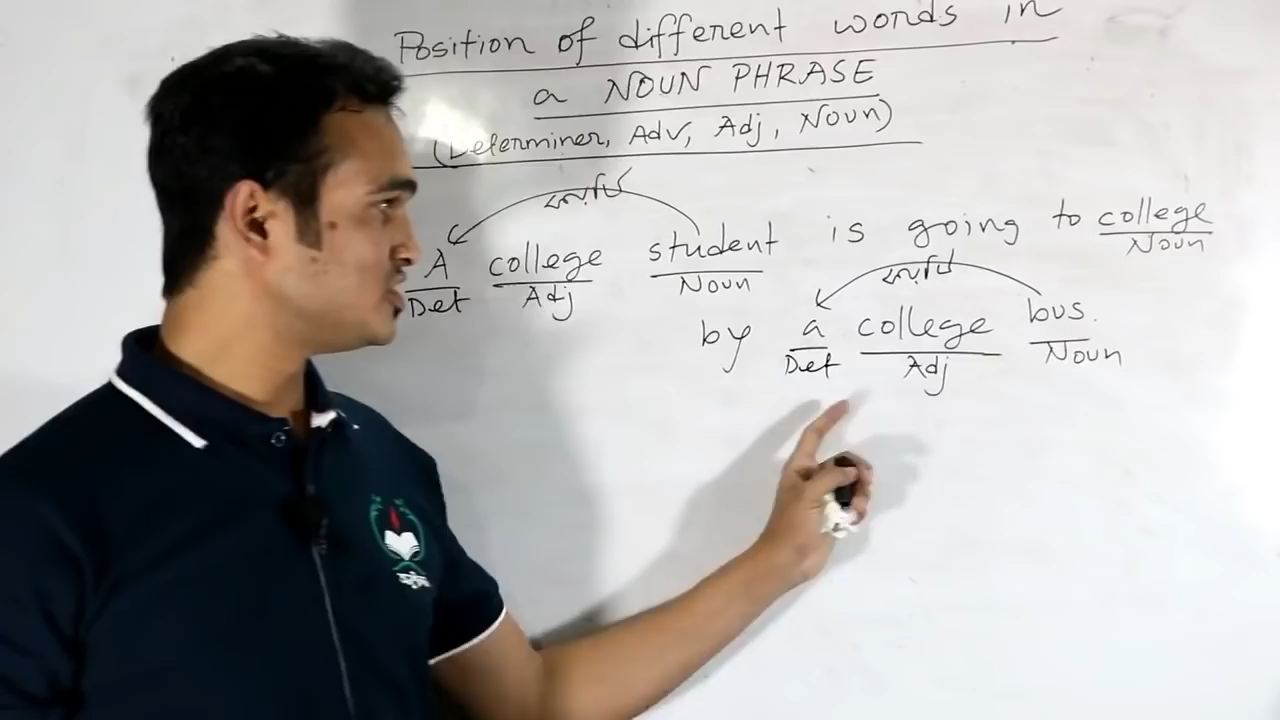 Position of different words in
a NOUN PHRASE
(Determiner, Adv, Adj, Noun)
A college student is going to college
Det Adj Noun Noun
by a college bus.
Det Adj Noun